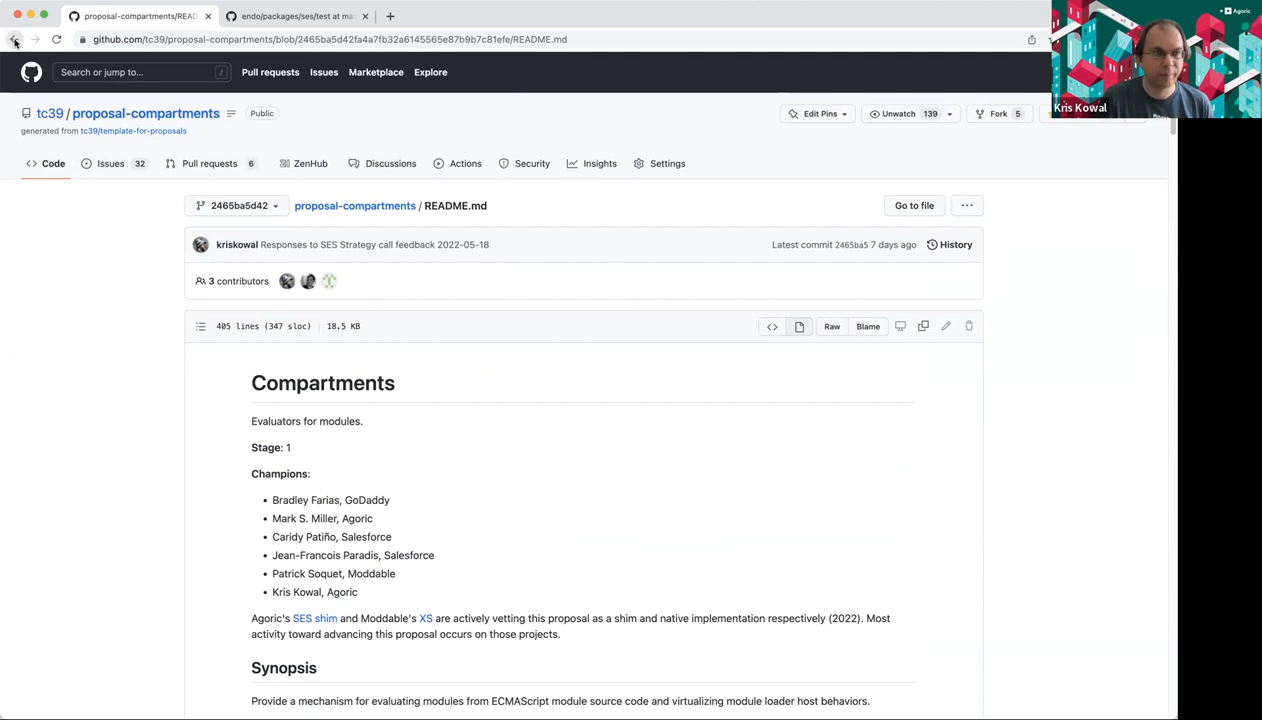 proposal-compartments/READ
endo/packages/ses/test at ma
github.com/tc39/proposal-compartments/blob/2465ba5d42fa4a7fb32a6145565e87b9b7c81efe/README.md
Agoric
Kris Kowal
Search or jump to...
/
Pull requests
Issues
Marketplace
Explore
tc39 / proposal-compartments
Public
generated from tc39/template-for-proposals
Edit Pins
Unwatch 139
Fork 5
Code
Issues 32
Pull requests 6
ZenHub
Discussions
Actions
Security
Insights
Settings
2465ba5d42
proposal-compartments / README.md
Go to file
kriskowal Responses to SES Strategy call feedback 2022-05-18
Latest commit 2465ba5 7 days ago
History
3 contributors
405 lines (347 sloc) | 18.5 KB
Raw
Blame
Compartments
Evaluators for modules.
Stage: 1
Champions:
• Bradley Farias, GoDaddy
• Mark S. Miller, Agoric
• Caridy Patiño, Salesforce
• Jean-Francois Paradis, Salesforce
• Patrick Soquet, Moddable
• Kris Kowal, Agoric
Agoric's SES shim and Moddable's XS are actively vetting this proposal as a shim and native implementation respectively (2022). Most
activity toward advancing this proposal occurs on those projects.
Synopsis
Provide a mechanism for evaluating modules from ECMAScript module source code and virtualizing module loader host behaviors.